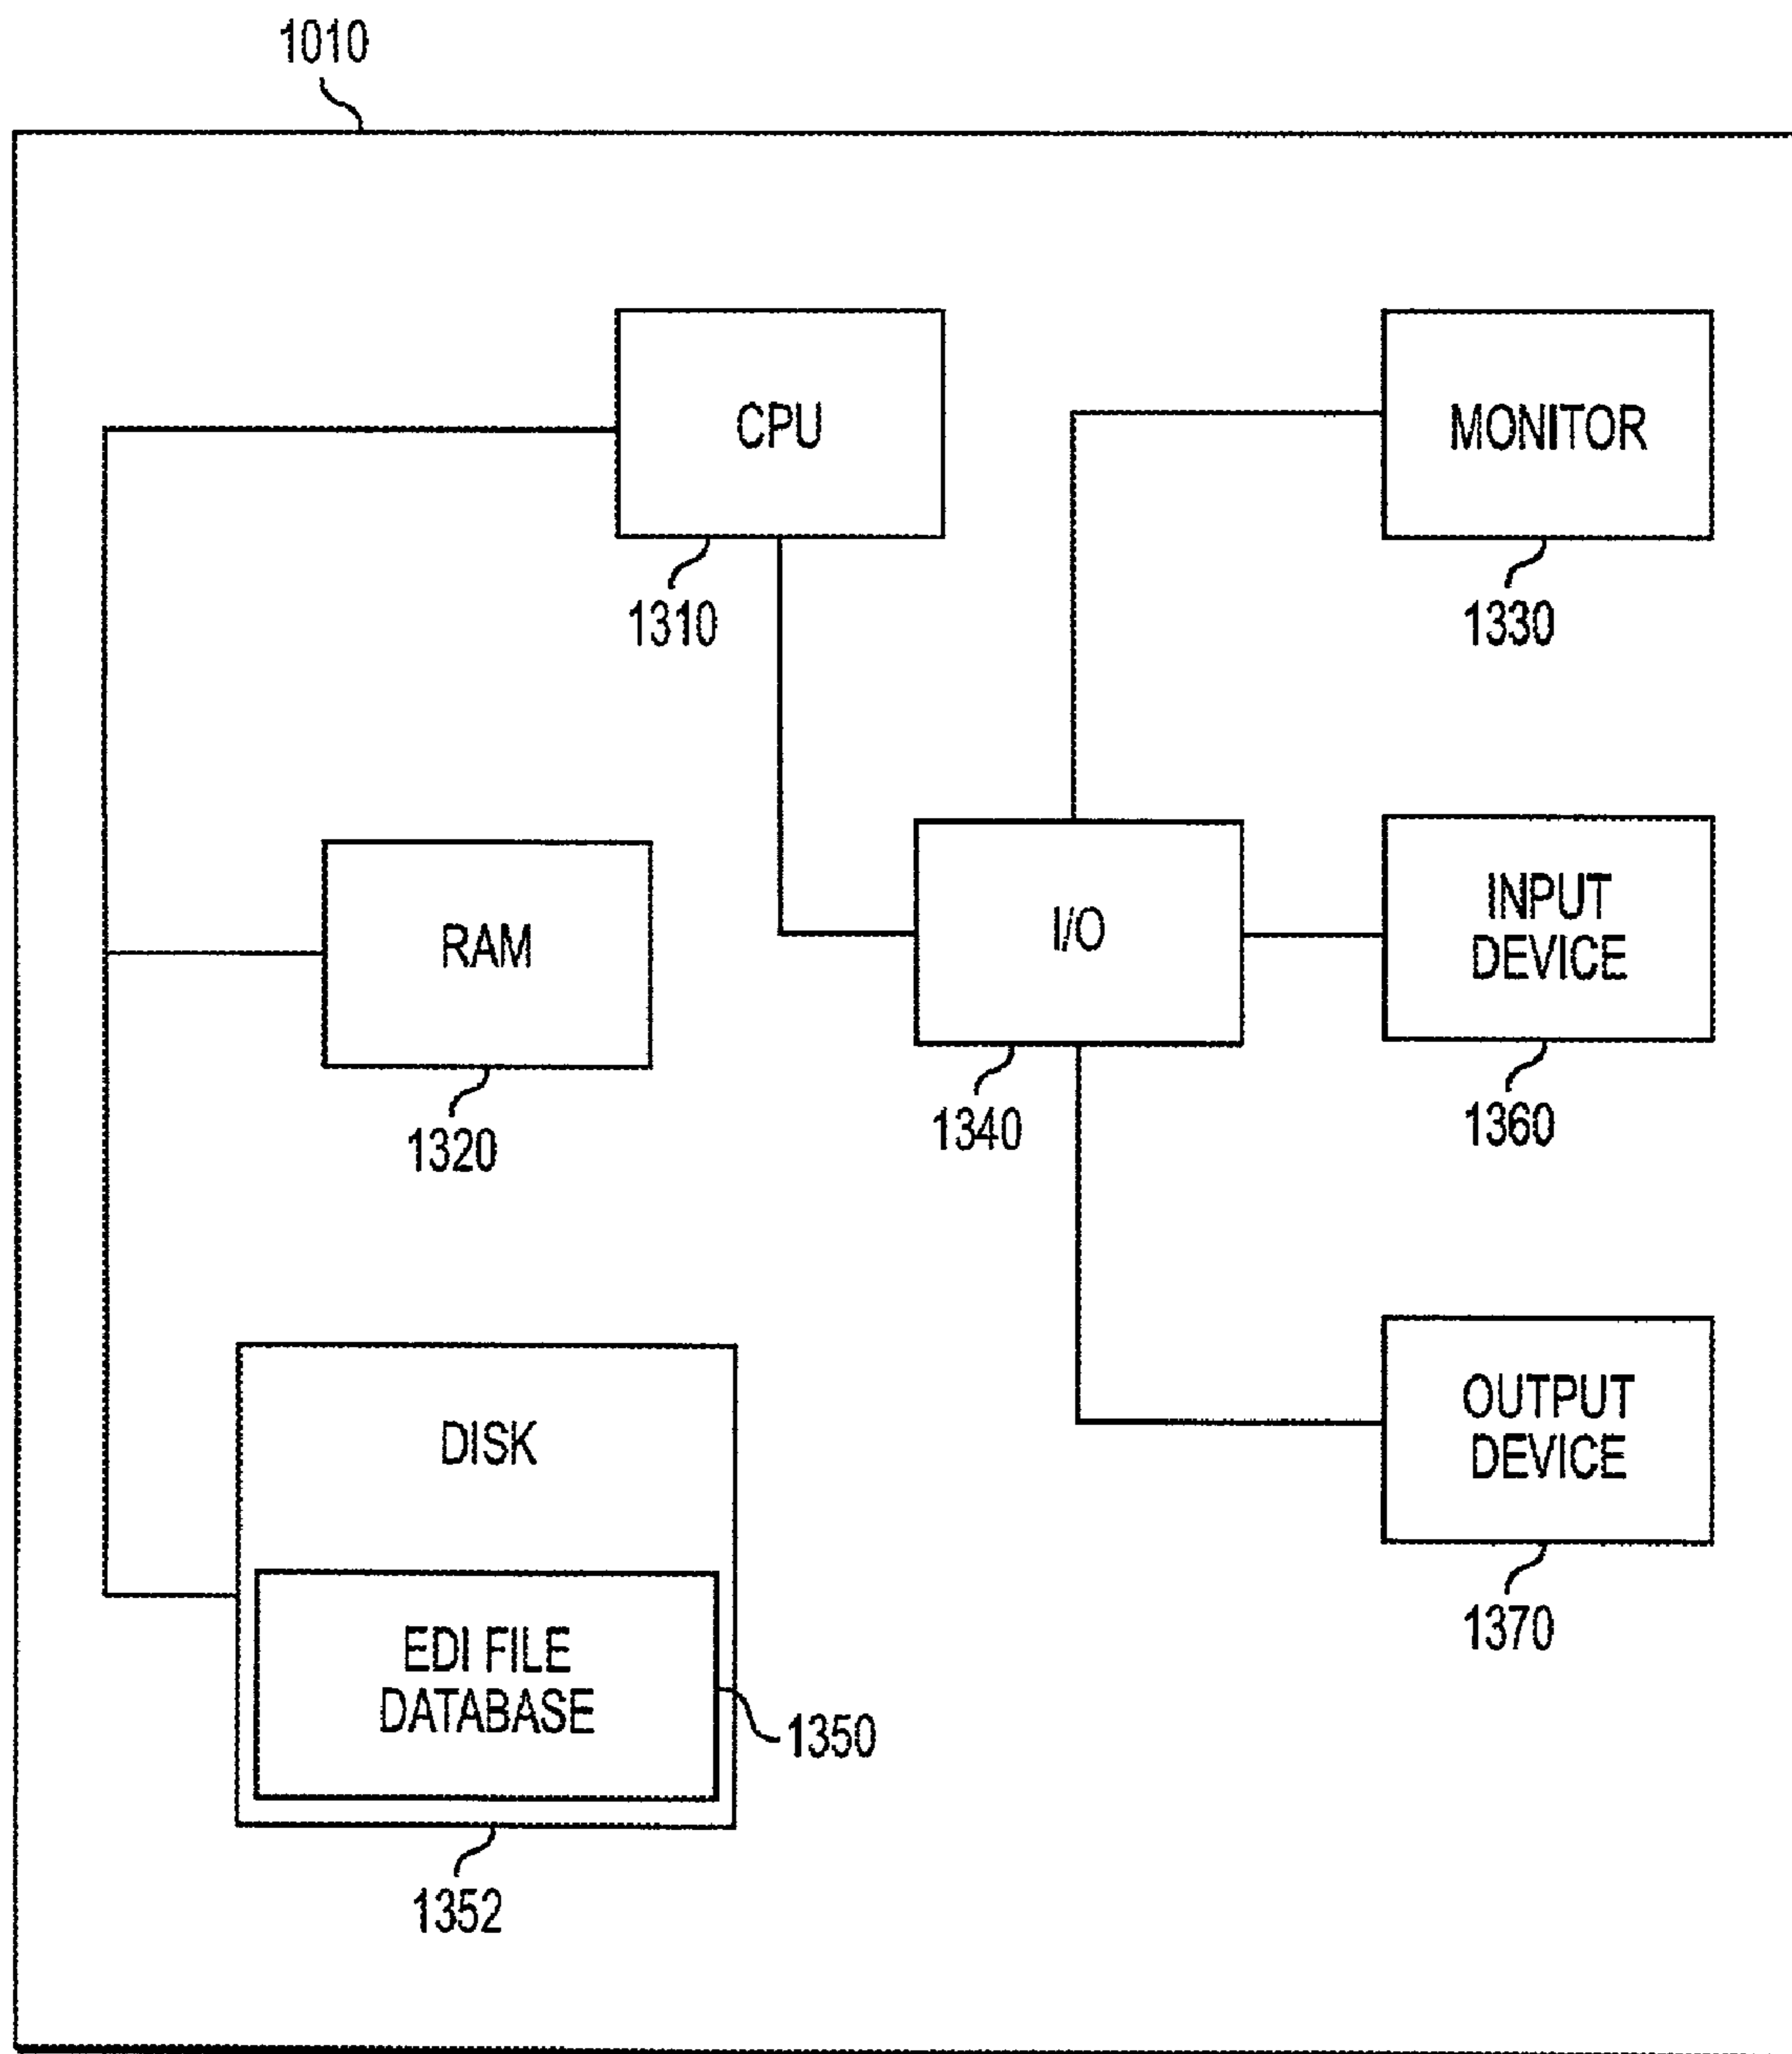 1010
CPU
1310
MONITOR
1330
RAM
1320
I/O
1340
INPUT
DEVICE
1360
DISK
EDI FILE
DATABASE
1350
1352
OUTPUT
DEVICE
1370